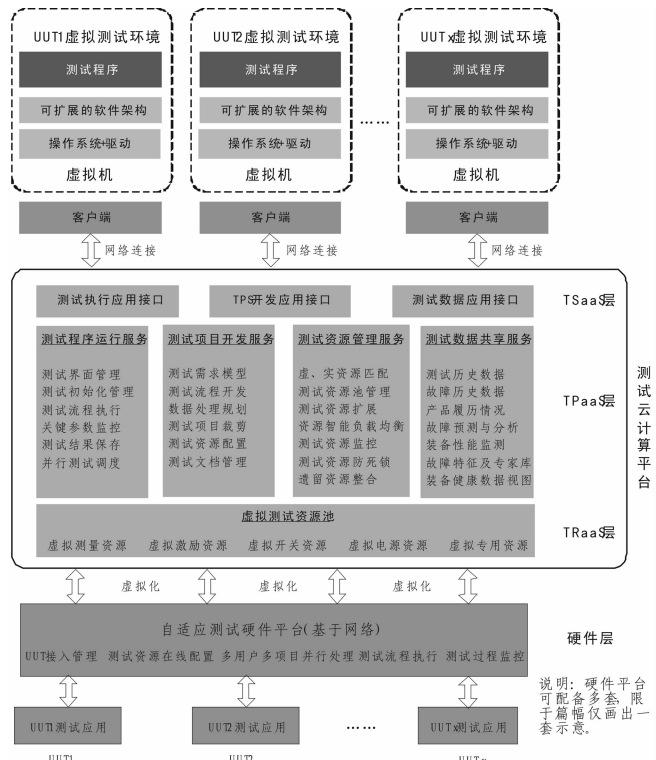 UUT1虚拟测试环境
UUT2虚拟测试环境
UUTx虚拟测试环境
测试程序
测试程序
测试程序
可扩展的软件架构
可扩展的软件架构
可扩展的软件架构
……
操作系统+驱动
操作系统+驱动
操作系统+驱动
虚拟机
虚拟机
虚拟机
客户端
客户端
客户端
网络连接
网络连接
网络连接
测试执行应用接口
TPS开发应用接口
测试数据应用接口
TSaaS层
测试程序运行服务
测试界面管理
测试初始化管理
测试流程执行
关键参数监控
测试结果保存
并行测试调度
测试项目开发服务
测试需求模型
测试流程开发
数据处理规划
测试项目裁剪
测试资源配置
测试文档管理
测试资源管理服务
虚、实资源匹配
测试资源池管理
测试资源扩展
资源智能负载均衡
测试资源监控
测试资源防死锁
遗留资源整合
测试数据共享服务
测试历史数据
故障历史数据
产品履历情况
故障预测与分析
装备性能监测
故障特征及专家库
装备健康数据视图
TPaaS层
测试云计算平台
虚拟测试资源池
虚拟测量资源 虚拟激励资源 虚拟开关资源 虚拟电源资源 虚拟专用资源
TRaaS层
虚拟化
虚拟化
虚拟化
自适应测试硬件平台(基于网络)
UUT接入管理 测试资源在线配置 多用户多项目并行处理 测试流程执行 测试过程监控
硬件层
说明: 硬件平台
可配备多套, 限
于篇幅仅画出一
套示意。
UUT1测试应用
UUT2测试应用
……
UUTx测试应用
UUT1
UUT2
UUTx